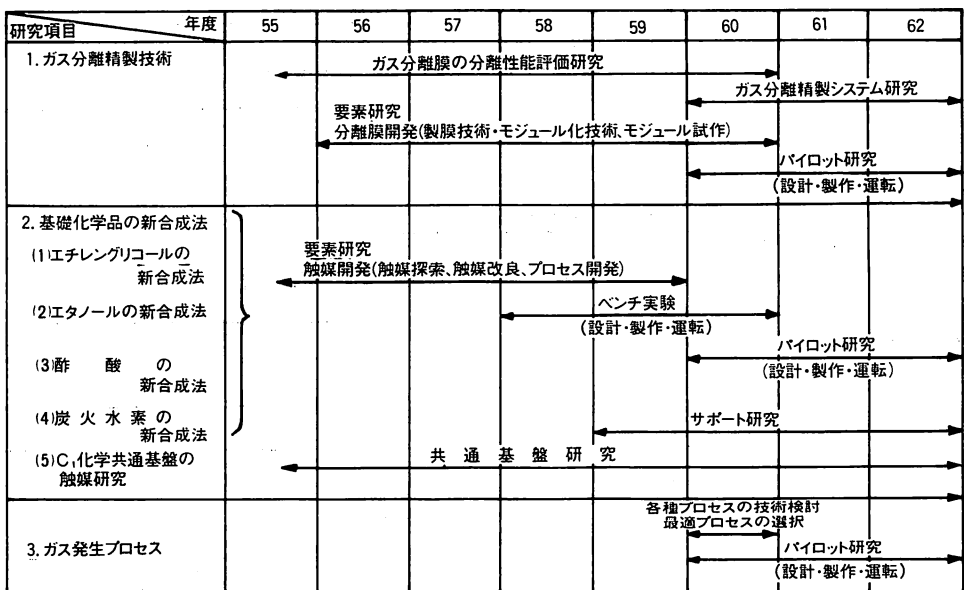 年度
研究項目
55 56 57 58 59 60 61 62
1.ガス分離精製技術
ガス分離膜の分離性能評価研究
ガス分離精製システム研究
要素研究
分離膜開発(製膜技術・モジュール化技術、モジュール試作)
パイロット研究
(設計・製作・運転)
2.基礎化学品の新合成法
(1)エチレングリコールの
新合成法
要素研究
触媒開発(触媒探索、触媒改良、プロセス開発)
(2)エタノールの新合成法
ベンチ実験
(設計・製作・運転)
(3)酢酸の
新合成法
パイロット研究
(設計・製作・運転)
(4)炭火水素の
新合成法
サポート研究
(5)C₁化学共通基盤の
触媒研究
共通基盤研究
3.ガス発生プロセス
各種プロセスの技術検討
最適プロセスの選択
パイロット研究
(設計・製作・運転)